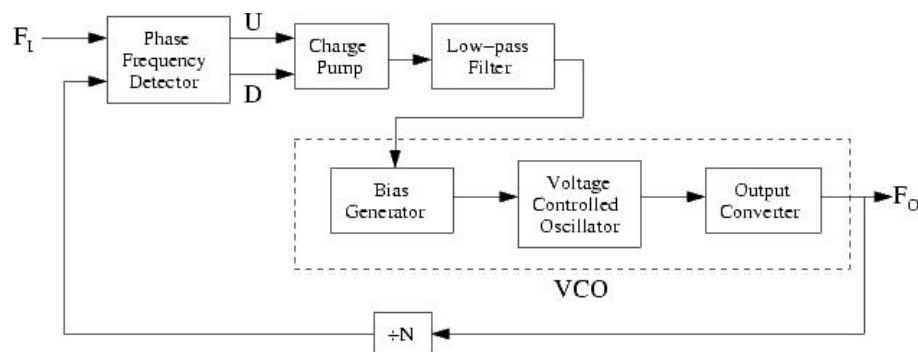 F_I
U
D
Phase
Frequency
Detector
Charge
Pump
Low-pass
Filter
Bias
Generator
Voltage
Controlled
Oscillator
Output
Converter
F_O
VCO
÷N